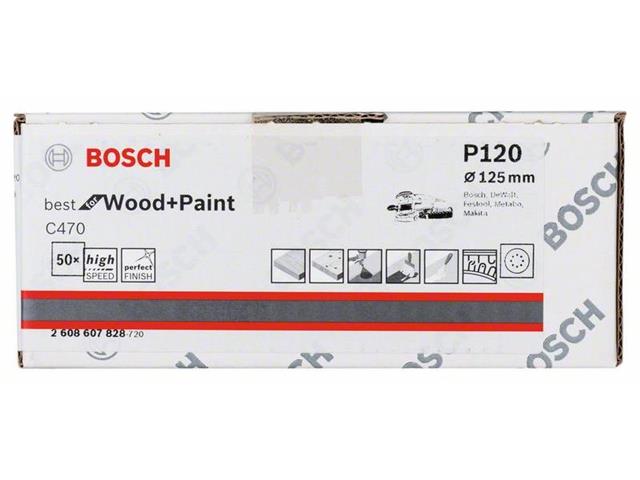 BOSCH
P120
Ø 125 mm
best for Wood+Paint
Bosch, DeWalt,
Festool, Metabo,
Makita
C470
50x
high
SPEED
perfect
FINISH
2 608 607 828-720
BOSCH
BOSCH